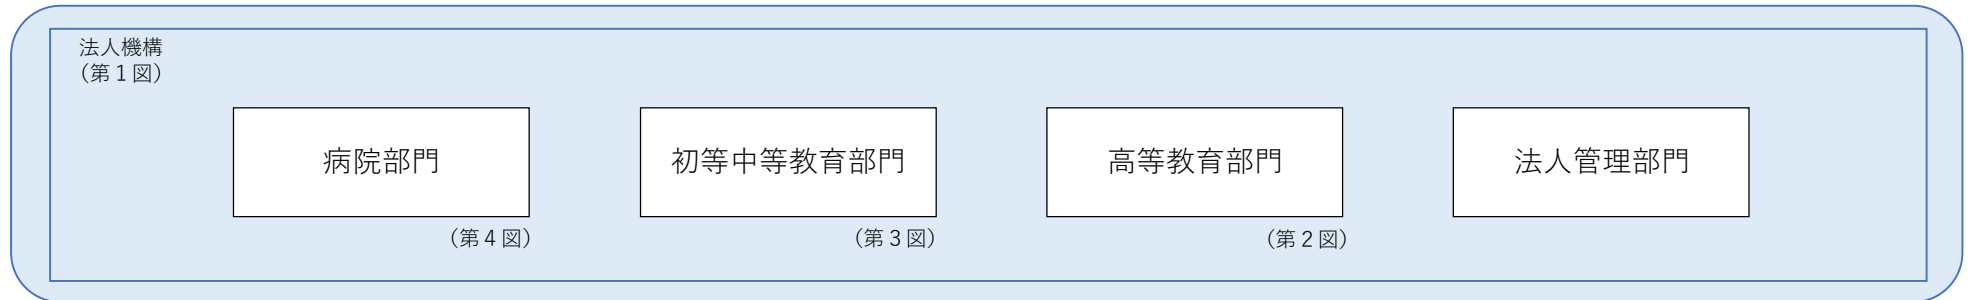 法人機構
（第１図）
病院部門
初等中等教育部門
高等教育部門
法人管理部門
（第４図）
（第３図）
（第２図）